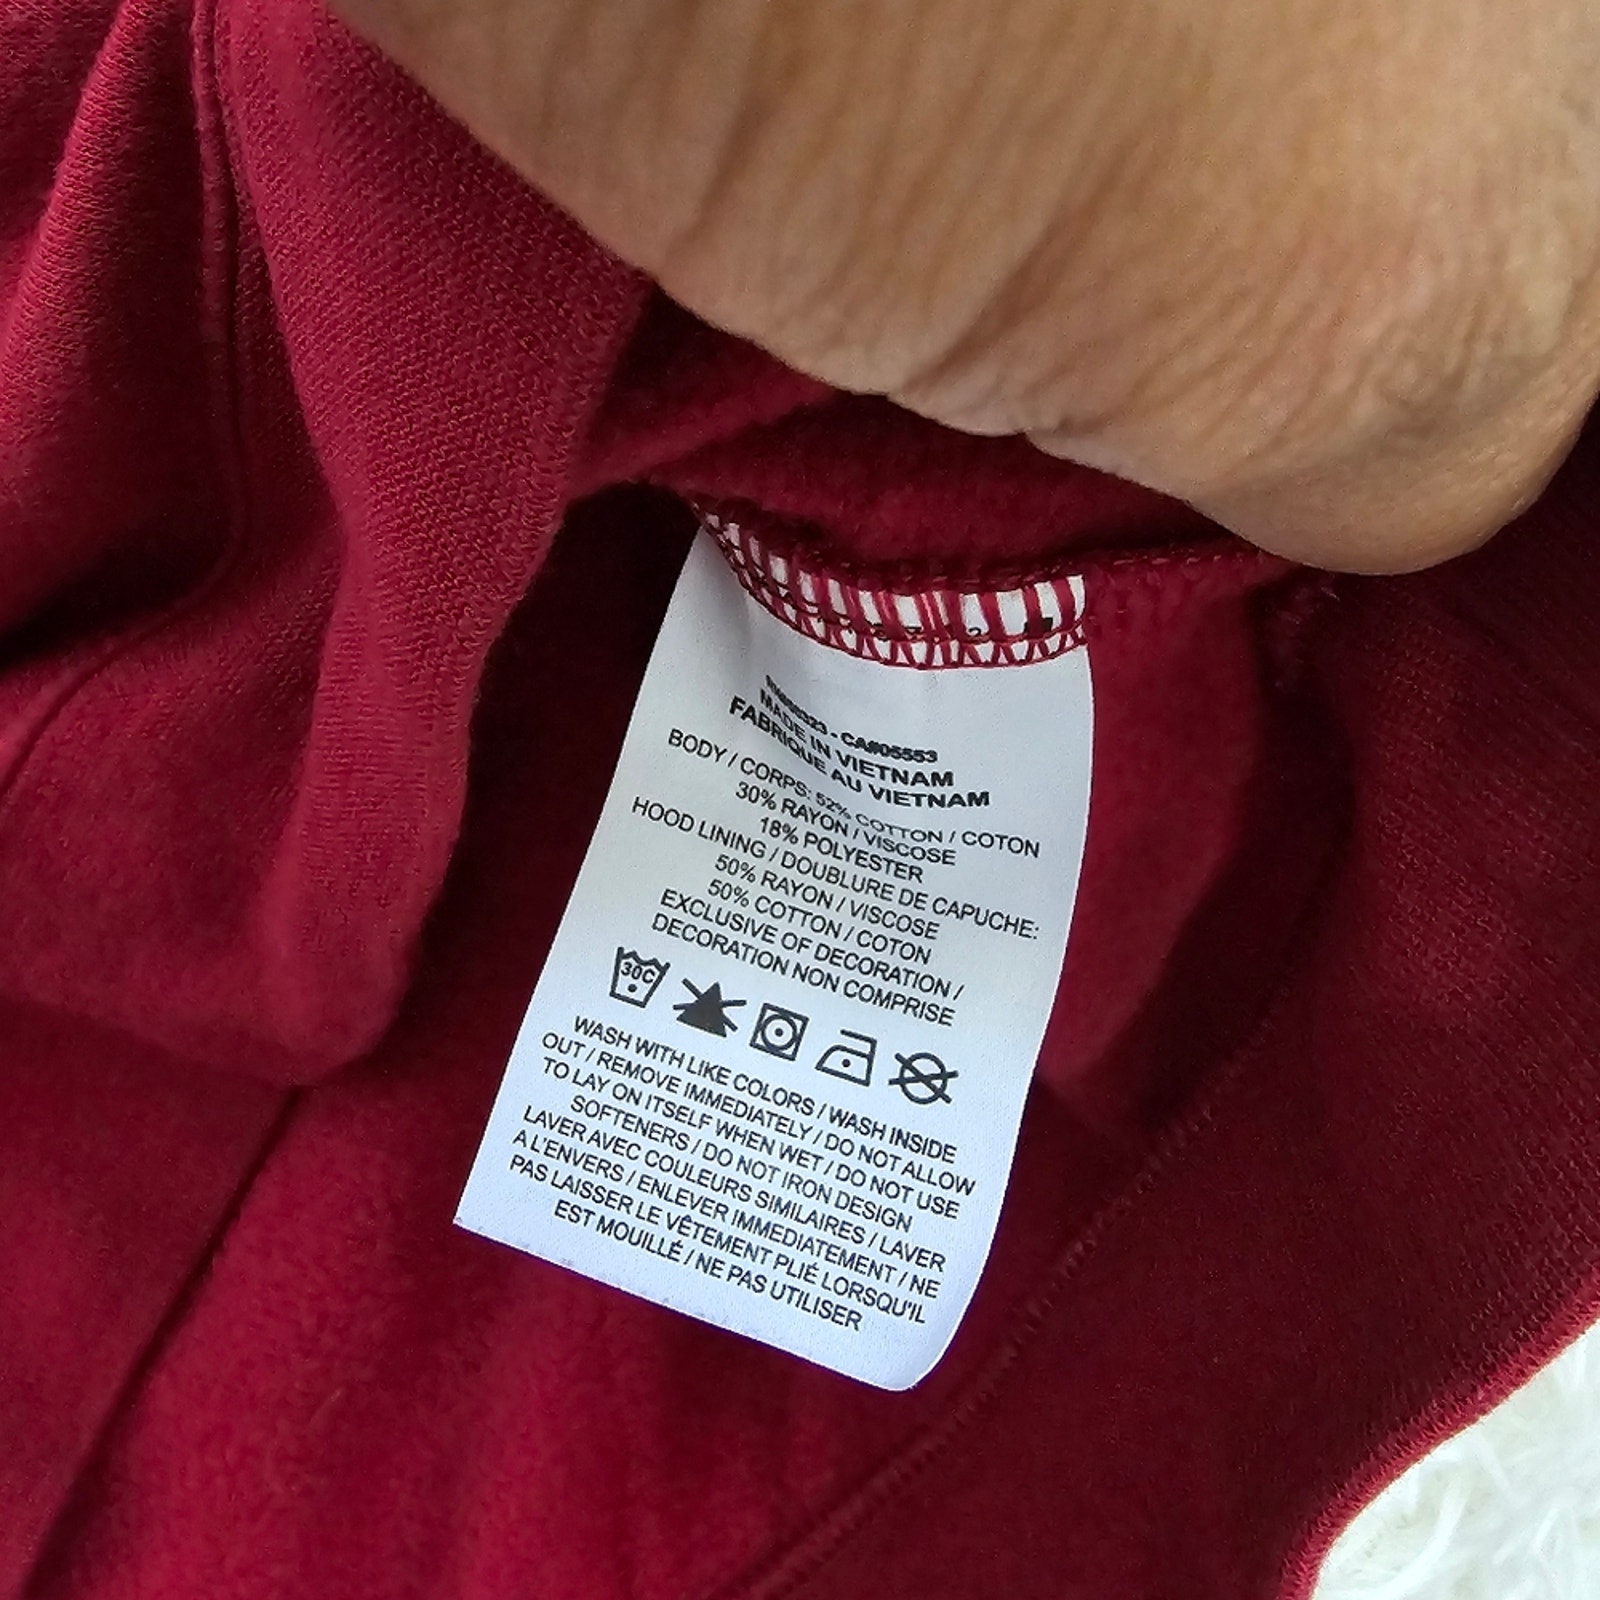 CA#05553
MADE IN VIETNAM
FABRIQUE AU VIETNAM
BODY / CORPS: 52% COTTON / COTON
30% RAYON / VISCOSE
18% POLYESTER
HOOD LINING / DOUBLURE DE CAPUCHE:
50% RAYON / VISCOSE
50% COTTON / COTON
EXCLUSIVE OF DECORATION /
DECORATION NON COMPRISE
30C
WASH WITH LIKE COLORS / WASH INSIDE
OUT / REMOVE IMMEDIATELY / DO NOT ALLOW
TO LAY ON ITSELF WHEN WET / DO NOT USE
SOFTENERS / DO NOT IRON DESIGN
LAVER AVEC COULEURS SIMILAIRES / LAVER
A L'ENVERS / ENLEVER IMMEDIATEMENT / NE
PAS LAISSER LE VÊTEMENT PLIÉ LORSQU'IL
EST MOUILLÉ / NE PAS UTILISER